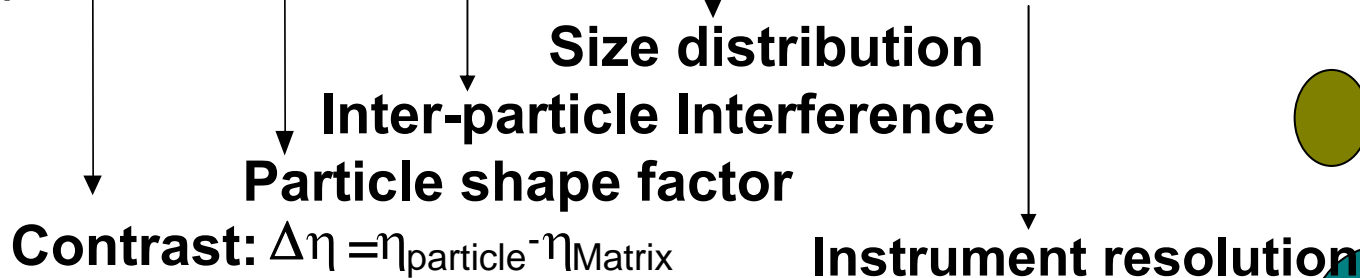 Size distribution
Inter-particle Interference
Particle shape factor
Contrast: Δη =ηparticle-ηMatrix
Instrument resolution